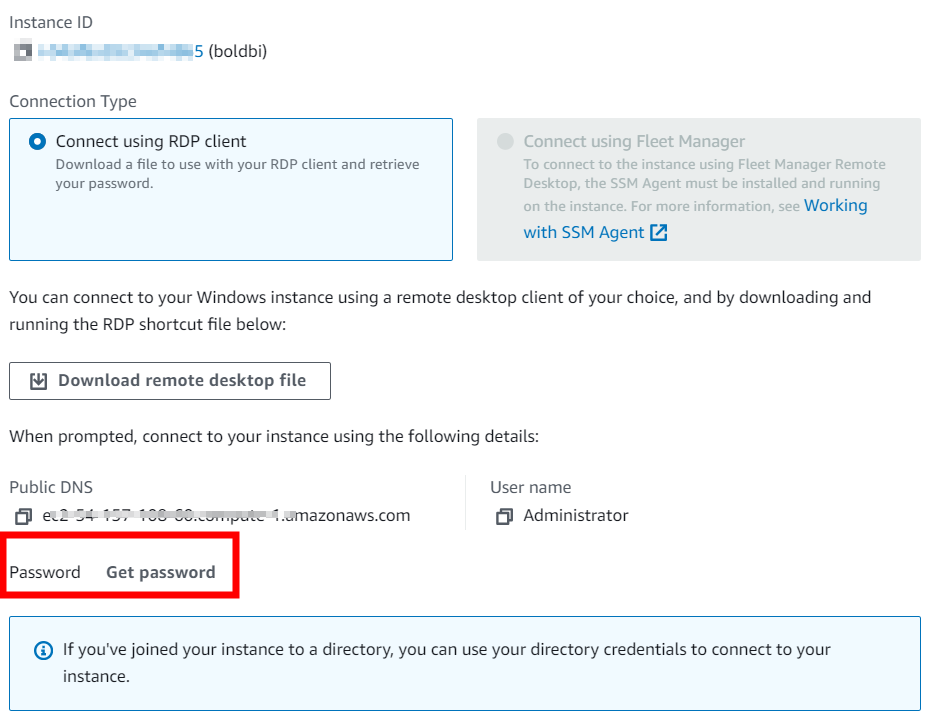 Instance ID
5 (boldbi)
Connection Type
Connect using RDP client
Download a file to use with your RDP client and retrieve
your password.
Connect using Fleet Manager
To connect to the instance using Fleet Manager Remote
Desktop, the SSM Agent must be installed and running
on the instance. For more information, see Working
with SSM Agent
You can connect to your Windows instance using a remote desktop client of your choice, and by downloading and
running the RDP shortcut file below:
Download remote desktop file
When prompted, connect to your instance using the following details:
Public DNS
amazonaws.com
User name
Administrator
Password Get password
If you've joined your instance to a directory, you can use your directory credentials to connect to your
instance.